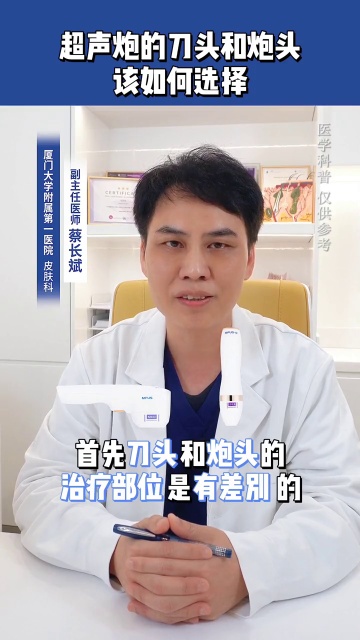 超声炮的刀头和炮头
该如何选择
医学科普 仅供参考
厦门大学附属第一医院 皮肤科
副主任医师 蔡长斌
首先刀头和炮头的
治疗部位是有差别的